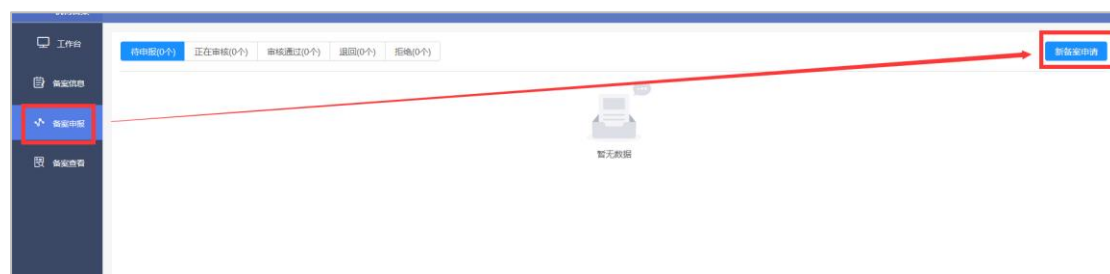 工作台
待申报(0个) 正在审核(0个) 审核通过(0个) 退回(0个) 拒绝(0个)
新备案申请
备案信息
备案申报
备案查看
暂无数据